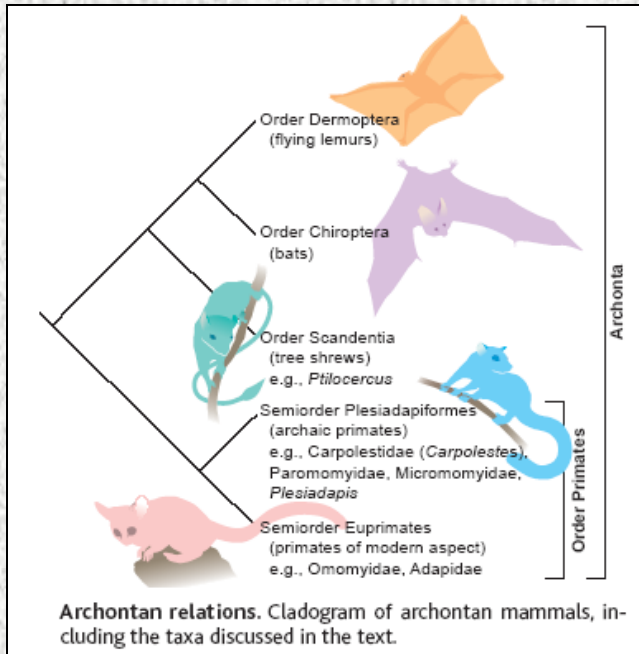 Order Dermoptera
(flying lemurs)
Order Chiroptera
(bats)
Order Scandentia
(tree shrews)
e.g., Ptilocercus
Semiorder Plesiadapiformes
(archaic primates)
e.g., Carpolestidae (Carpolestes),
Paromomyidae, Micromomyidae,
Plesiadapis
Semiorder Euprimates
(primates of modern aspect)
e.g., Omomyidae, Adapidae
Order Primates
Archonta
Archontan relations. Cladogram of archontan mammals, in-
cluding the taxa discussed in the text.